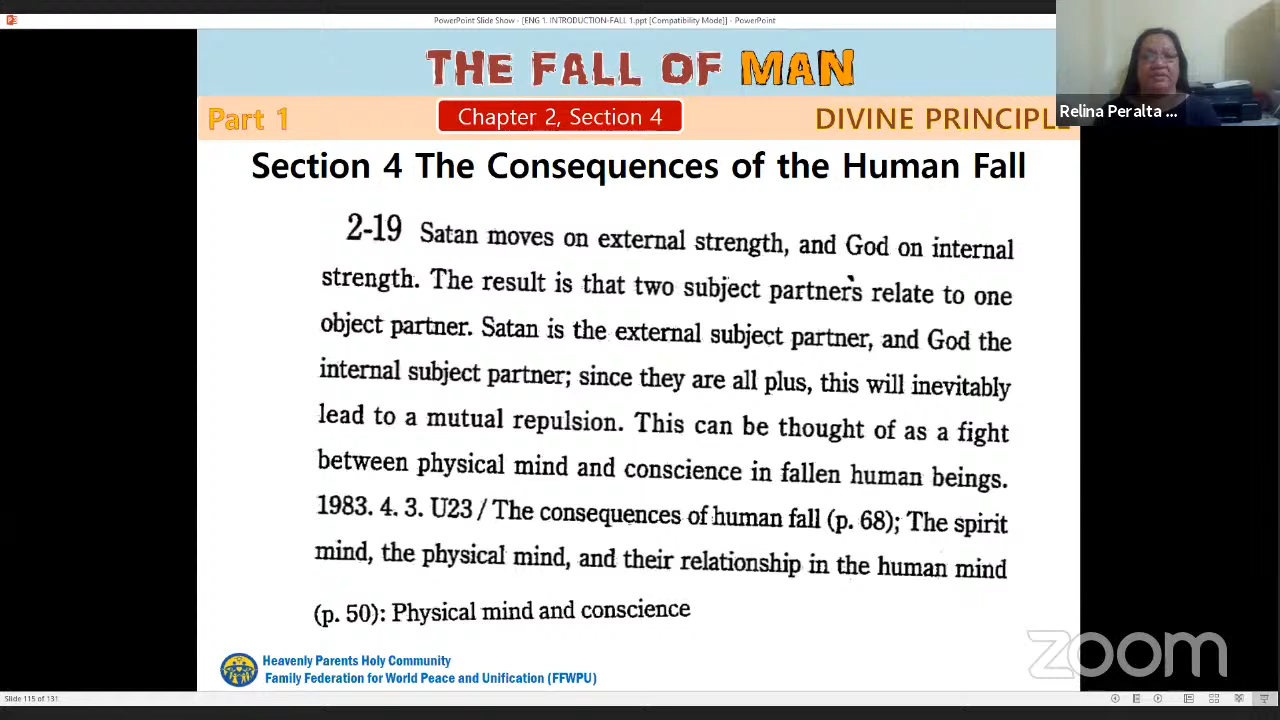 PowerPoint Slide Show - [ENG 1. INTRODUCTION-FALL 1.ppt [Compatibility Mode]] - PowerPoint
THE FALL OF MAN
Relina Peralta ...
Part 1
Chapter 2, Section 4
DIVINE PRINCIPLE
Section 4 The Consequences of the Human Fall
2-19 Satan moves on external strength, and God on internal
strength. The result is that two subject partners relate to one
object partner. Satan is the external subject partner, and God the
internal subject partner; since they are all plus, this will inevitably
lead to a mutual repulsion. This can be thought of as a fight
between physical mind and conscience in fallen human beings.
1983. 4. 3. U23 / The consequences of human fall (p. 68); The spirit
mind, the physical mind, and their relationship in the human mind
(p. 50): Physical mind and conscience
Heavenly Parents Holy Community
Family Federation for World Peace and Unification (FFWPU)
zoom
Slide 115 of 131